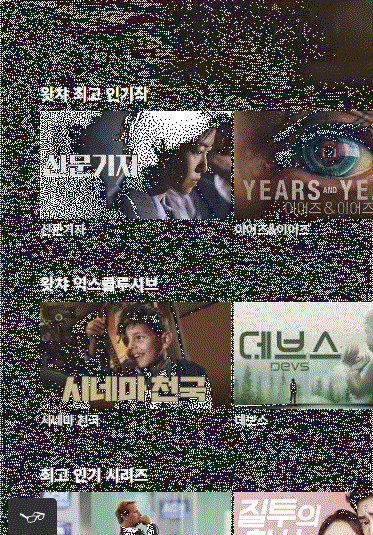 왓챠 최고 인기작
신문기자
YEARS AND YE
이어즈&이어즈
신문기자
이어즈&이어즈
왓챠 익스클루시브
시네마 천국
데브스
DEVS
시네마 천국
데브스
최고 인기 시리즈
질투의